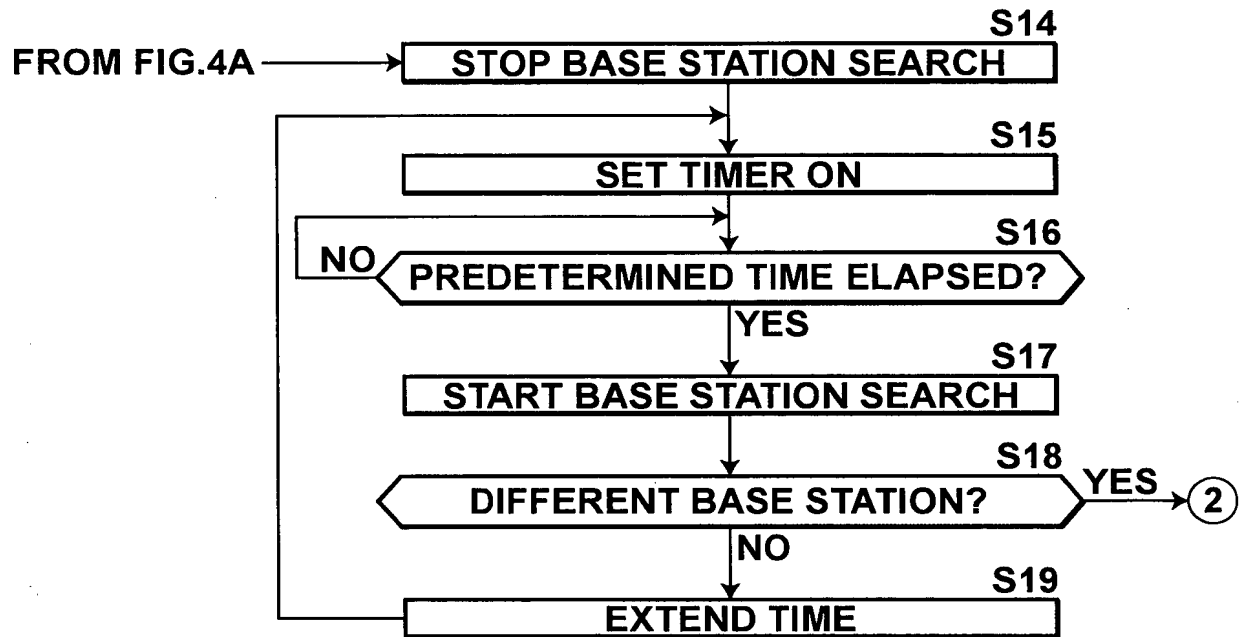 S14
FROM FIG.4A
STOP BASE STATION SEARCH
S15
SET TIMER ON
S16
NO
PREDETERMINED TIME ELAPSED?
YES
S17
START BASE STATION SEARCH
S18
DIFFERENT BASE STATION?
YES
2
NO
S19
EXTEND TIME